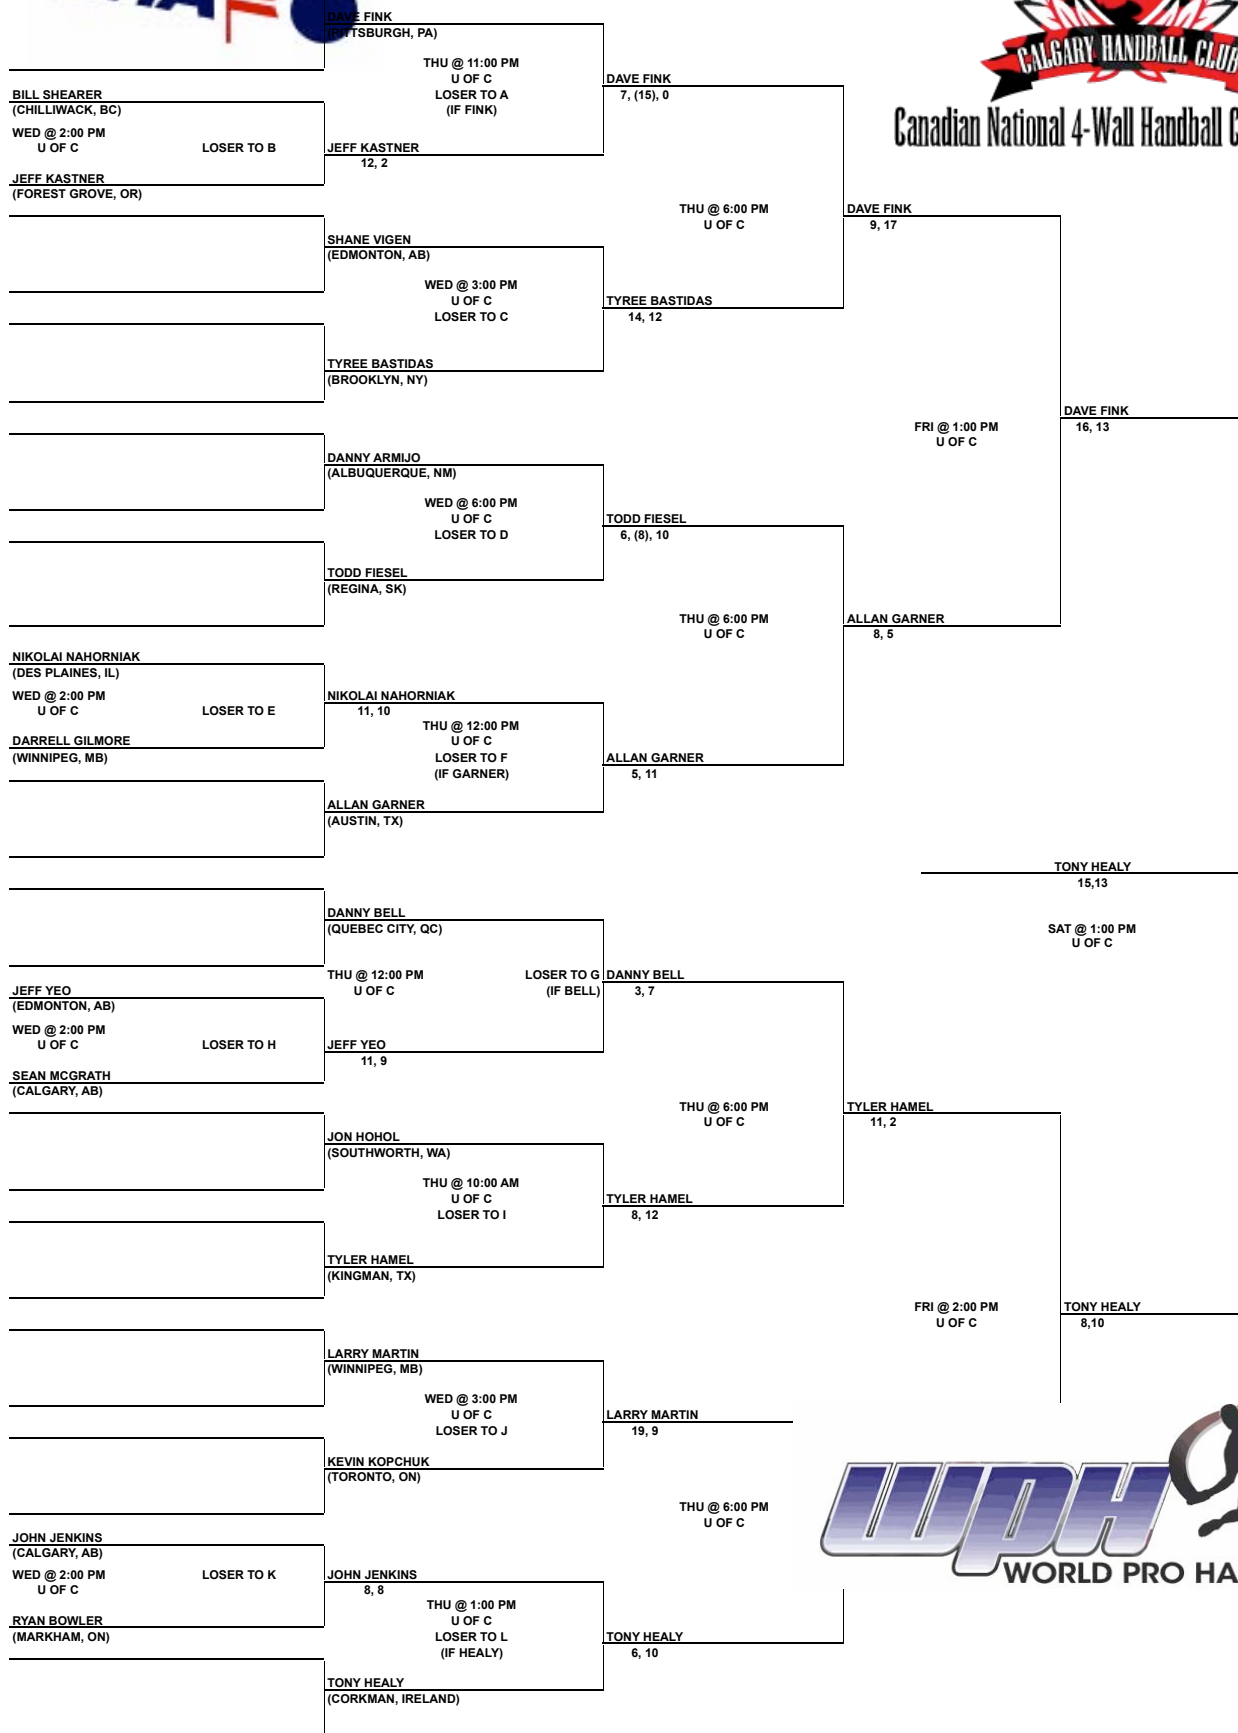 DAVE FINK
(PITTSBURGH, PA)
THU @ 11:00 PM
U OF C
LOSER TO A
(IF FINK)
DAVE FINK
7, (15), 0
CALGARY HANDBALL CLUB
Canadian National 4-Wall Handball
BILL SHEARER
(CHILLIWACK, BC)
WED @ 2:00 PM
U OF C
LOSER TO B
JEFF KASTNER
12, 2
JEFF KASTNER
(FOREST GROVE, OR)
THU @ 6:00 PM
U OF C
DAVE FINK
9, 17
SHANE VIGEN
(EDMONTON, AB)
WED @ 3:00 PM
U OF C
LOSER TO C
TYREE BASTIDAS
14, 12
TYREE BASTIDAS
(BROOKLYN, NY)
DAVE FINK
16, 13
FRI @ 1:00 PM
U OF C
DANNY ARMIJO
(ALBUQUERQUE, NM)
WED @ 6:00 PM
U OF C
LOSER TO D
TODD FIESEL
6, (8), 10
TODD FIESEL
(REGINA, SK)
THU @ 6:00 PM
U OF C
ALLAN GARNER
8, 5
NIKOLAI NAHORNIAK
(DES PLAINES, IL)
WED @ 2:00 PM
U OF C
LOSER TO E
NIKOLAI NAHORNIAK
11, 10
THU @ 12:00 PM
U OF C
LOSER TO F
(IF GARNER)
DARRELL GILMORE
(WINNIPEG, MB)
ALLAN GARNER
5, 11
ALLAN GARNER
(AUSTIN, TX)
TONY HEALY
15,13
SAT @ 1:00 PM
U OF C
DANNY BELL
(QUEBEC CITY, QC)
THU @ 12:00 PM
U OF C
LOSER TO G
(IF BELL)
DANNY BELL
3, 7
JEFF YEO
(EDMONTON, AB)
WED @ 2:00 PM
U OF C
LOSER TO H
JEFF YEO
11, 9
SEAN MCGRATH
(CALGARY, AB)
THU @ 6:00 PM
U OF C
TYLER HAMEL
11, 2
JON HOHOL
(SOUTHWORTH, WA)
THU @ 10:00 AM
U OF C
LOSER TO I
TYLER HAMEL
8, 12
TYLER HAMEL
(KINGMAN, TX)
FRI @ 2:00 PM
U OF C
TONY HEALY
8,10
LARRY MARTIN
(WINNIPEG, MB)
WED @ 3:00 PM
U OF C
LOSER TO J
LARRY MARTIN
19, 9
KEVIN KOPCHUK
(TORONTO, ON)
THU @ 6:00 PM
U OF C
WPH
WORLD PRO
JOHN JENKINS
(CALGARY, AB)
WED @ 2:00 PM
U OF C
LOSER TO K
JOHN JENKINS
8, 8
THU @ 1:00 PM
U OF C
LOSER TO L
(IF HEALY)
RYAN BOWLER
(MARKHAM, ON)
TONY HEALY
6, 10
TONY HEALY
(CORKMAN, IRELAND)